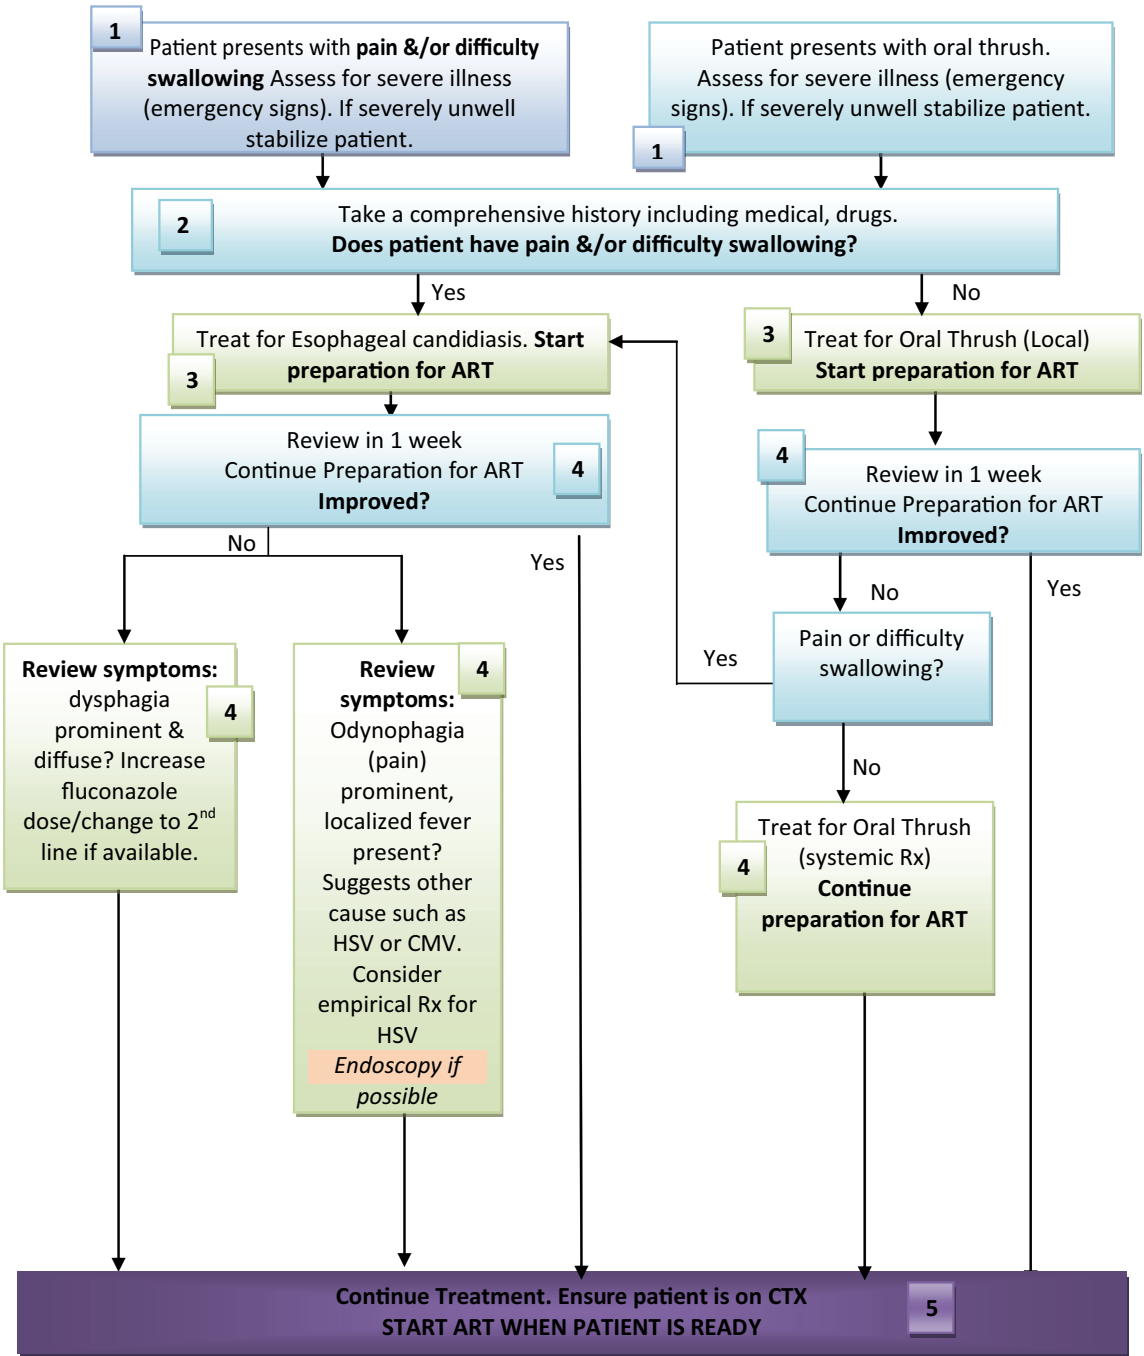 1
Patient presents with pain &/or difficulty
swallowing Assess for severe illness
(emergency signs). If severely unwell
stabilize patient.
Patient presents with oral thrush.
Assess for severe illness (emergency
signs). If severely unwell stabilize patient.
1
2
Take a comprehensive history including medical, drugs.
Does patient have pain &/or difficulty swallowing?
Yes
No
Treat for Esophageal candidiasis. Start
preparation for ART
3
3
Treat for Oral Thrush (Local)
Start preparation for ART
Review in 1 week
Continue Preparation for ART
Improved?
4
4
Review in 1 week
Continue Preparation for ART
Improved?
No
Yes
No
Yes
Review symptoms:
dysphagia
prominent &
diffuse? Increase
fluconazole
dose/change to 2nd
line if available.
4
Review
symptoms:
Odynophagia
(pain)
prominent,
localized fever
present?
Suggests other
cause such as
HSV or CMV.
Consider
empirical Rx for
HSV
Endoscopy if
possible
4
Pain or difficulty
swallowing?
Yes
No
Treat for Oral Thrush
(systemic Rx)
Continue
preparation for ART
4
Continue Treatment. Ensure patient is on CTX
START ART WHEN PATIENT IS READY
5